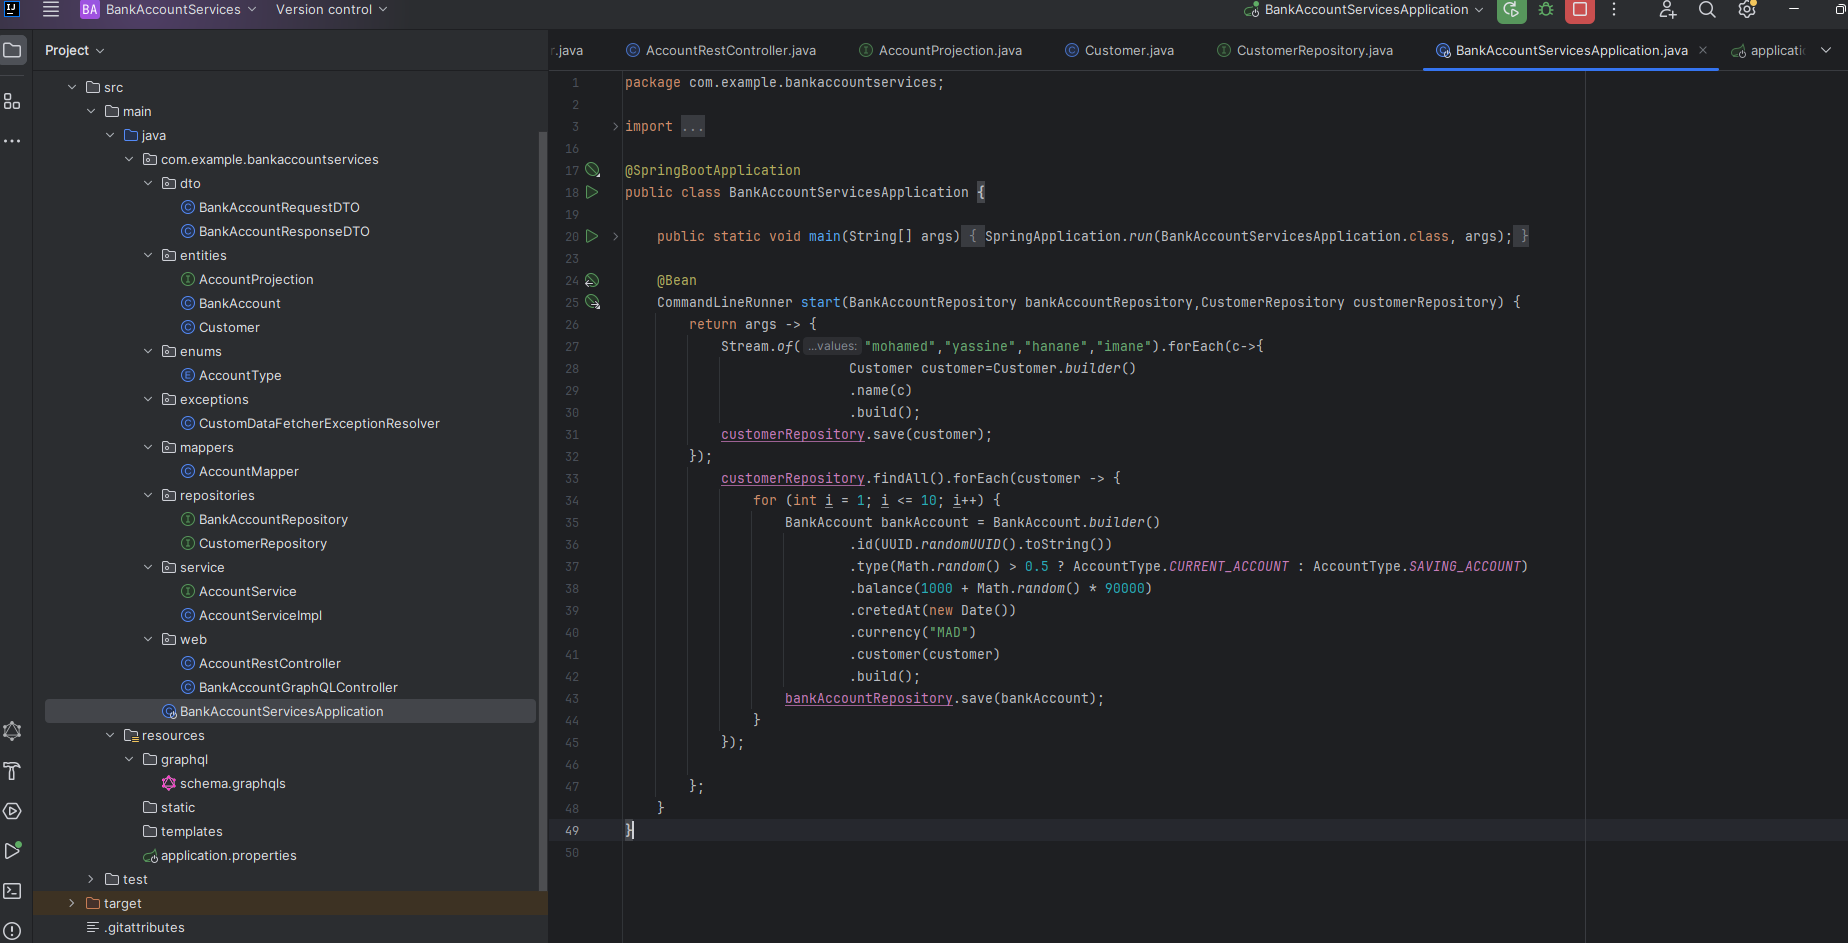 BA BankAccountServices Version control BankAccountServicesApplication
Project
src
main
java
com.example.bankaccountservices
dto
BankAccountRequestDTO
BankAccountResponseDTO
entities
AccountProjection
BankAccount
Customer
enums
AccountType
exceptions
CustomDataFetcherExceptionResolver
mappers
AccountMapper
repositories
BankAccountRepository
CustomerRepository
service
AccountService
AccountServiceImpl
web
AccountRestController
BankAccountGraphQLController
BankAccountServicesApplication
resources
graphql
schema.graphqls
static
templates
application.properties
test
target
.gitattributes
r.java AccountRestController.java AccountProjection.java Customer.java CustomerRepository.java BankAccountServicesApplication.java applicati
1 package com.example.bankaccountservices;
2
3 import ...
16
17 @SpringBootApplication
18 public class BankAccountServicesApplication {
19
20 public static void main(String[] args) { SpringApplication.run(BankAccountServicesApplication.class, args); }
23
24 @Bean
25 CommandLineRunner start(BankAccountRepository bankAccountRepository,CustomerRepository customerRepository) {
26 return args -> {
27 Stream.of( ...values: "mohamed","yassine","hanane","imane").forEach(c->{
28 Customer customer=Customer.builder()
29 .name(c)
30 .build();
31 customerRepository.save(customer);
32 });
33 customerRepository.findAll().forEach(customer -> {
34 for (int i = 1; i <= 10; i++) {
35 BankAccount bankAccount = BankAccount.builder()
36 .id(UUID.randomUUID().toString())
37 .type(Math.random() > 0.5 ? AccountType.CURRENT_ACCOUNT : AccountType.SAVING_ACCOUNT)
38 .balance(1000 + Math.random() * 90000)
39 .cretedAt(new Date())
40 .currency("MAD")
41 .customer(customer)
42 .build();
43 bankAccountRepository.save(bankAccount);
44 }
45 });
46
47 };
48 }
49 }
50